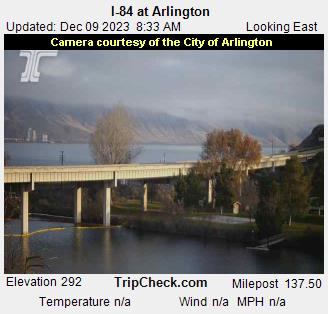 I-84 at Arlington
Updated: Dec 09 2023 8:33 AM Looking East
Camera courtesy of the City of Arlington
Elevation 292 TripCheck.com Milepost 137.50
Temperature n/a Wind n/a MPH n/a